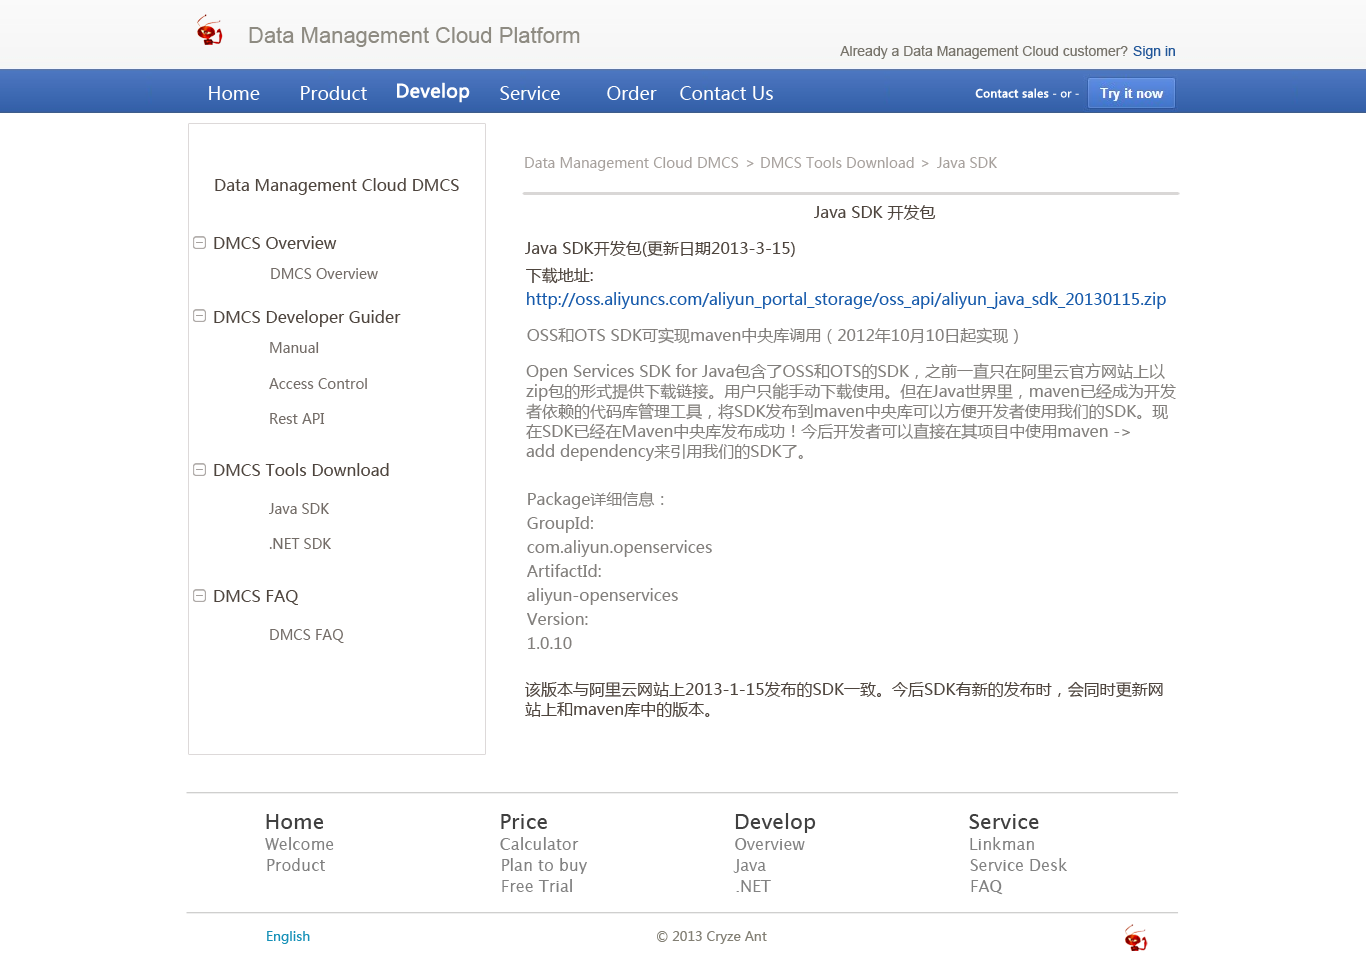 Data Management Cloud Platform
Already a Data Management Cloud customer? Sign in
Home Product Develop Service Order Contact Us Contact sales - or - Try it now
Data Management Cloud DMCS
DMCS Overview
DMCS Overview
DMCS Developer Guider
Manual
Access Control
Rest API
DMCS Tools Download
Java SDK
.NET SDK
DMCS FAQ
DMCS FAQ
Data Management Cloud DMCS > DMCS Tools Download > Java SDK
Java SDK 开发包
Java SDK开发包(更新日期2013-3-15)
下载地址:
http://oss.aliyuncs.com/aliyun_portal_storage/oss_api/aliyun_java_sdk_20130115.zip
OSS和OTS SDK可实现maven中央库调用（2012年10月10日起实现）
Open Services SDK for Java包含了OSS和OTS的SDK，之前一直只在阿里云官方网站上以
zip包的形式提供下载链接。用户只能手动下载使用。但在Java世界里，maven已经成为开发
者依赖的代码库管理工具，将SDK发布到maven中央库可以方便开发者使用我们的SDK。现
在SDK已经在Maven中央库发布成功！今后开发者可以直接在其项目中使用maven ->
add dependency来引用我们的SDK了。
Package详细信息：
GroupId:
com.aliyun.openservices
ArtifactId:
aliyun-openservices
Version:
1.0.10
该版本与阿里云网站上2013-1-15发布的SDK一致。今后SDK有新的发布时，会同时更新网
站上和maven库中的版本。
Home Price Develop Service
Welcome Calculator Overview Linkman
Product Plan to buy Java Service Desk
Free Trial .NET FAQ
English © 2013 Cryze Ant